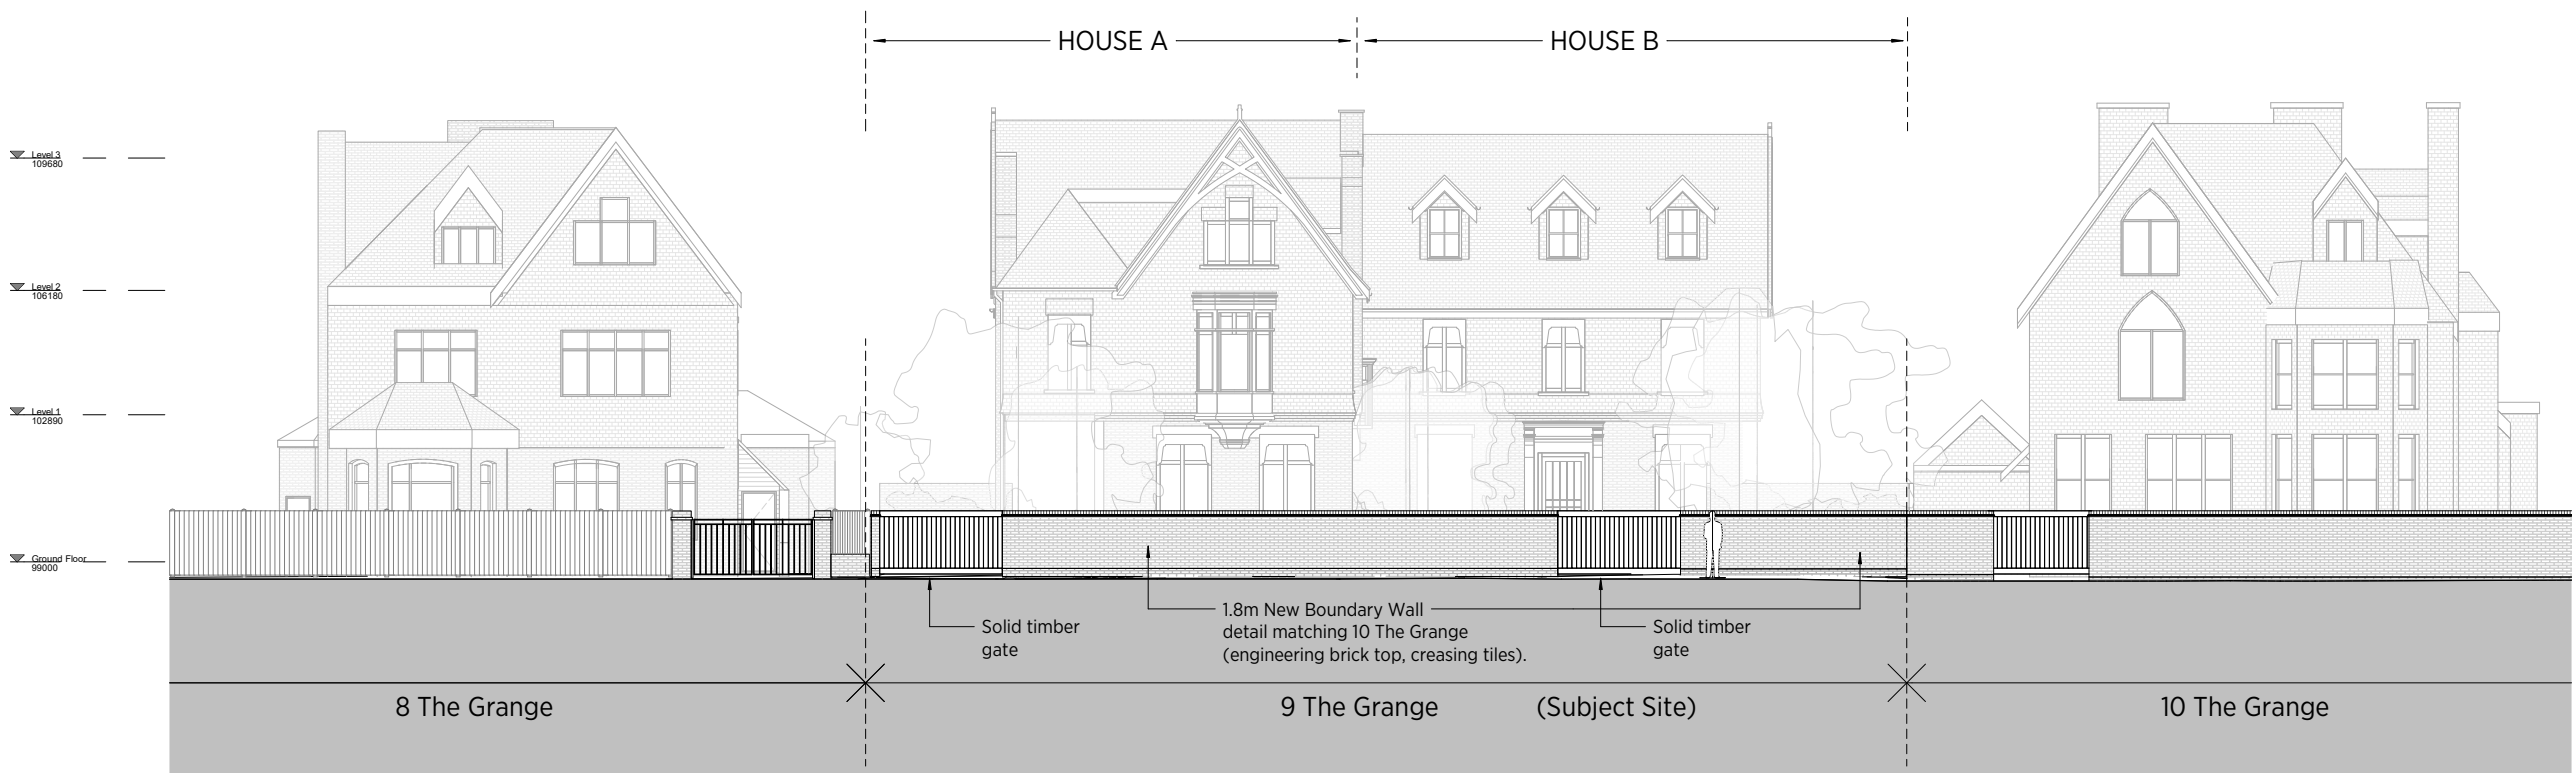 HOUSE A
HOUSE B
Level 3
109680
Level 2
106180
Level 1
102890
Ground Floor
99000
Solid timber
gate
1.8m New Boundary Wall
detail matching 10 The Grange
(engineering brick top, creasing tiles).
Solid timber
gate
8 The Grange
9 The Grange
(Subject Site)
10 The Grange